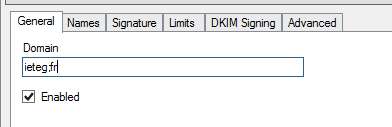 General Names Signature Limits DKIM Signing Advanced
Domain
ieteg;fr
Enabled